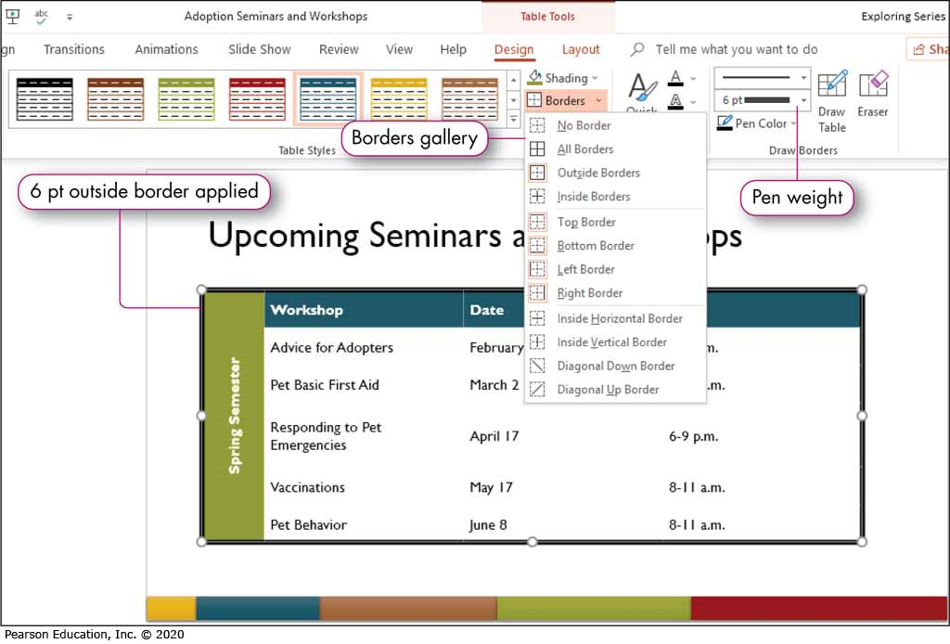 abc
Adoption Seminars and Workshops
Table Tools
Exploring Series
gn
Transitions
Animations
Slide Show
Review
View
Help
Design
Layout
Tell me what you want to do
Sha
Shading
Borders
Quick
6 pt
Pen Color
Draw
Table
Eraser
Table Styles
Draw Borders
Borders gallery
Pen weight
6 pt outside border applied
No Border
All Borders
Outside Borders
Inside Borders
Top Border
Bottom Border
Left Border
Right Border
Inside Horizontal Border
Inside Vertical Border
Diagonal Down Border
Diagonal Up Border
Upcoming Seminars a ops
Spring Semester
Workshop Date
Advice for Adopters February m.
Pet Basic First Aid March 2 .m.
Responding to Pet
Emergencies April 17 6-9 p.m.
Vaccinations May 17 8-11 a.m.
Pet Behavior June 8 8-11 a.m.
Pearson Education, Inc. © 2020